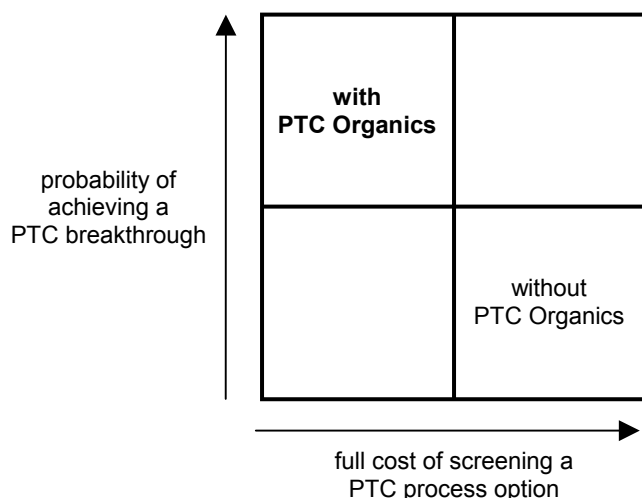 with
PTC Organics
probability of
achieving a
PTC breakthrough
without
PTC Organics
full cost of screening a
PTC process option